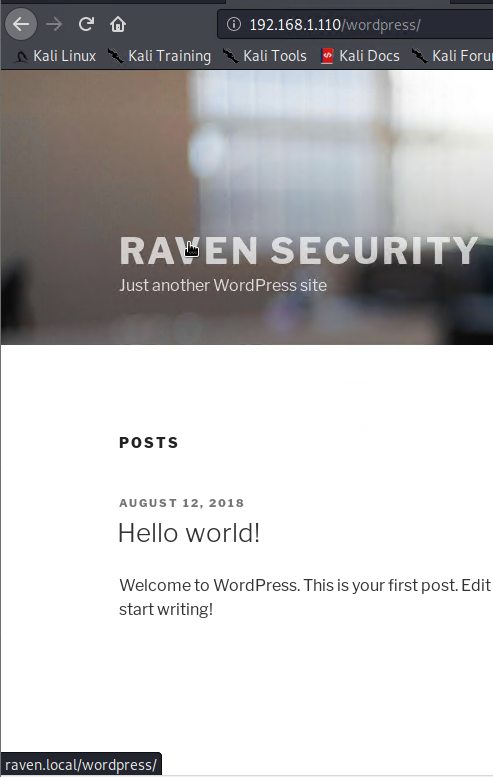 192.168.1.110/wordpress/
Kali Linux Kali Training Kali Tools Kali Docs Kali Foru
RAVEN SECURITY
Just another WordPress site
POSTS
AUGUST 12, 2018
Hello world!
Welcome to WordPress. This is your first post. Edit
start writing!
raven.local/wordpress/